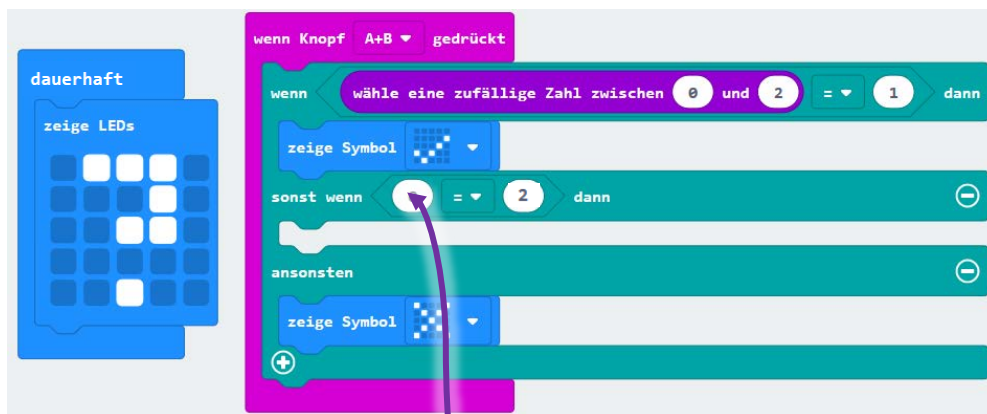 wenn Knopf A+B gedrückt
dauerhaft
wenn wähle eine zufällige Zahl zwischen 0 und 2 = 1 dann
zeige LEDs
zeige Symbol
sonst wenn = 2 dann
ansonsten
zeige Symbol